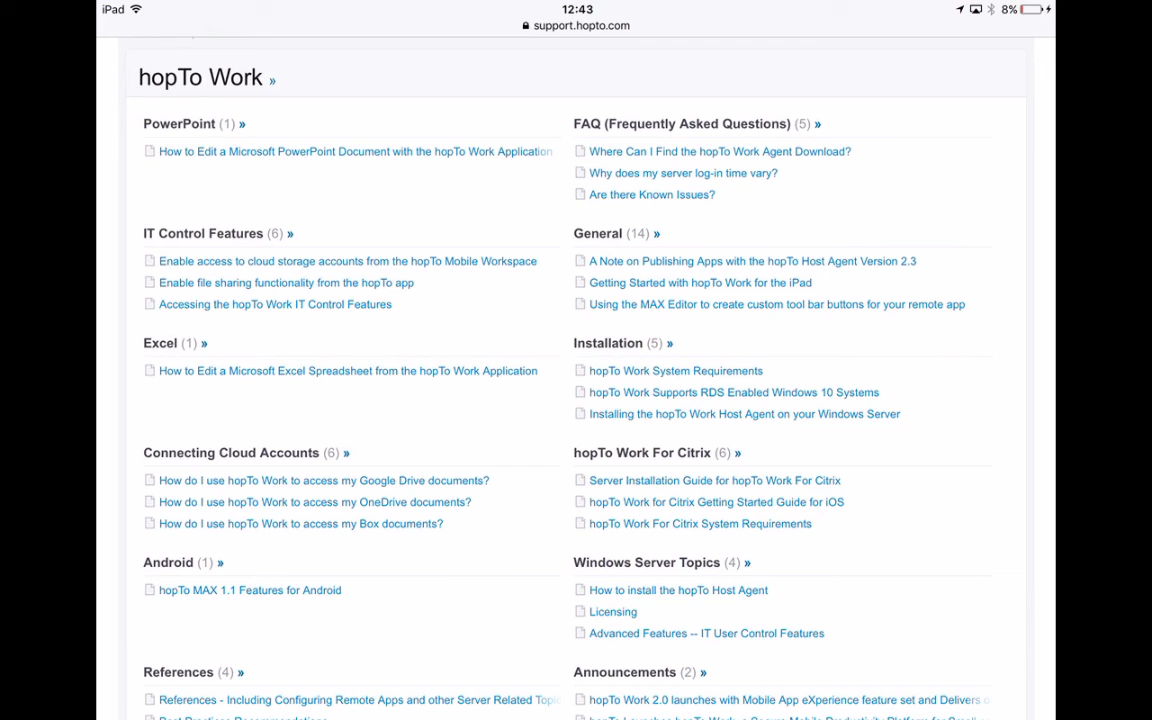 iPad 12:43 8%
support.hopto.com
hopTo Work »
PowerPoint (1) »
How to Edit a Microsoft PowerPoint Document with the hopTo Work Application
FAQ (Frequently Asked Questions) (5) »
Where Can I Find the hopTo Work Agent Download?
Why does my server log-in time vary?
Are there Known Issues?
IT Control Features (6) »
Enable access to cloud storage accounts from the hopTo Mobile Workspace
Enable file sharing functionality from the hopTo app
Accessing the hopTo Work IT Control Features
General (14) »
A Note on Publishing Apps with the hopTo Host Agent Version 2.3
Getting Started with hopTo Work for the iPad
Using the MAX Editor to create custom tool bar buttons for your remote app
Excel (1) »
How to Edit a Microsoft Excel Spreadsheet from the hopTo Work Application
Installation (5) »
hopTo Work System Requirements
hopTo Work Supports RDS Enabled Windows 10 Systems
Installing the hopTo Work Host Agent on your Windows Server
Connecting Cloud Accounts (6) »
How do I use hopTo Work to access my Google Drive documents?
How do I use hopTo Work to access my OneDrive documents?
How do I use hopTo Work to access my Box documents?
hopTo Work For Citrix (6) »
Server Installation Guide for hopTo Work For Citrix
hopTo Work for Citrix Getting Started Guide for iOS
hopTo Work For Citrix System Requirements
Android (1) »
hopTo MAX 1.1 Features for Android
Windows Server Topics (4) »
How to install the hopTo Host Agent
Licensing
Advanced Features -- IT User Control Features
References (4) »
References - Including Configuring Remote Apps and other Server Related Topi
Announcements (2) »
hopTo Work 2.0 launches with Mobile App eXperience feature set and Delivers